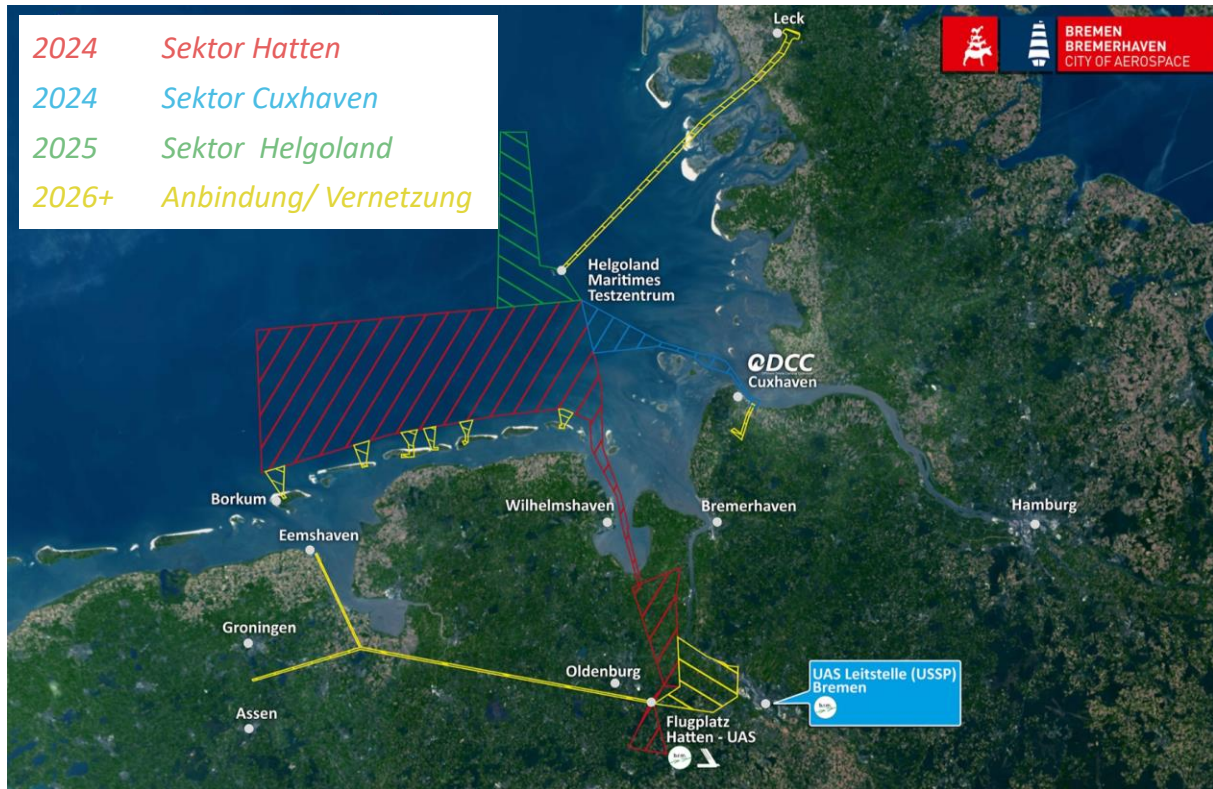 2024 Sektor Hatten
2024 Sektor Cuxhaven
2025 Sektor Helgoland
2026+ Anbindung/ Vernetzung
Leck
BREMEN
BREMERHAVEN
CITY OF AEROSPACE
Helgoland
Maritimes
Testzentrum
DCC
Cuxhaven
Borkum
Wilhelmshaven
Bremerhaven
Hamburg
Eemshaven
Groningen
Oldenburg
UAS Leitstelle (USSP)
Bremen
Assen
Flugplatz
Hatten - UAS